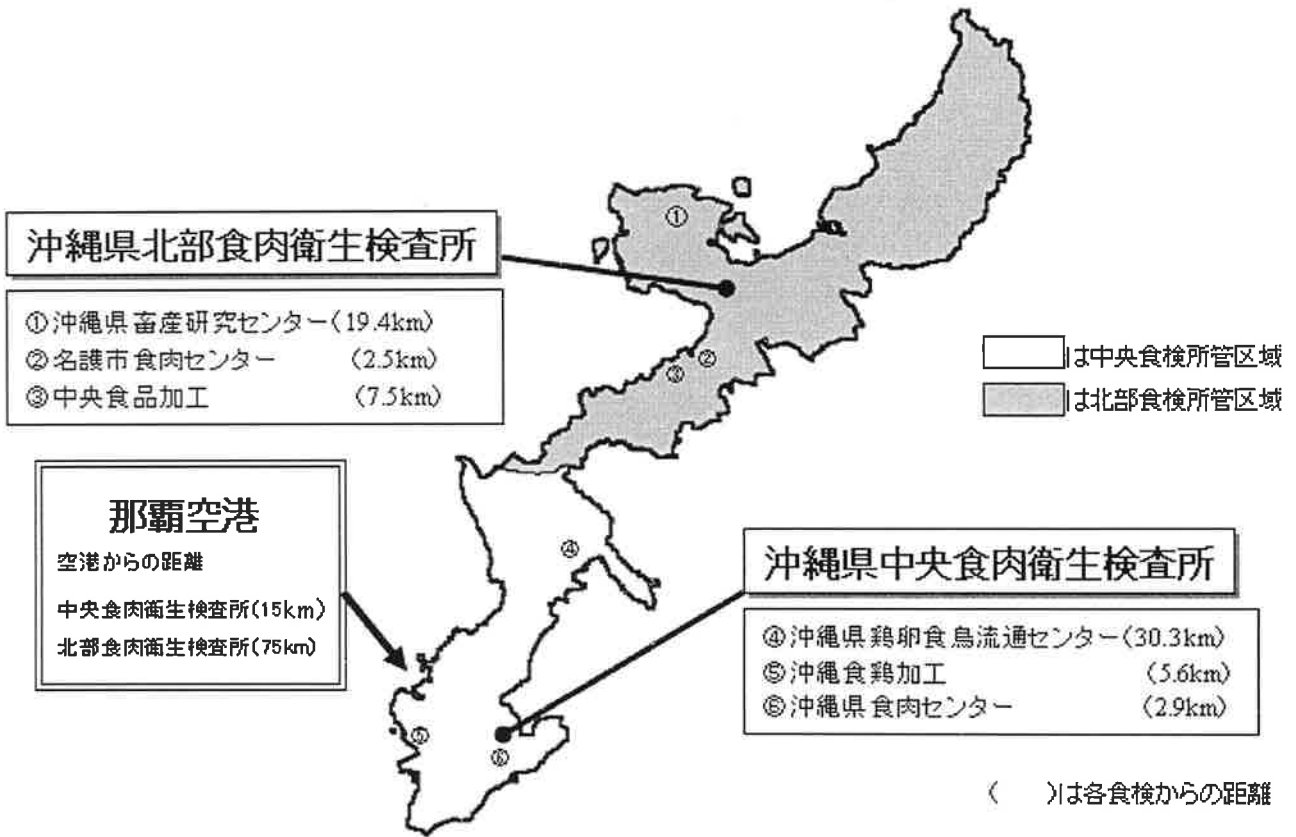 沖縄県北部食肉衛生検査所
①沖縄県畜産研究センター(19.4km)
②名護市食肉センター (2.5km)
③中央食品加工 (7.5km)
那覇空港
空港からの距離
中央食肉衛生検査所(15km)
北部食肉衛生検査所(75km)
①
②
③
④
⑤
⑥
は中央食検所管区域
は北部食検所管区域
沖縄県中央食肉衛生検査所
④沖縄県鶏卵食鳥流通センター(30.3km)
⑤沖縄食鶏加工 (5.6km)
⑥沖縄県食肉センター (2.9km)
( )は各食検からの距離